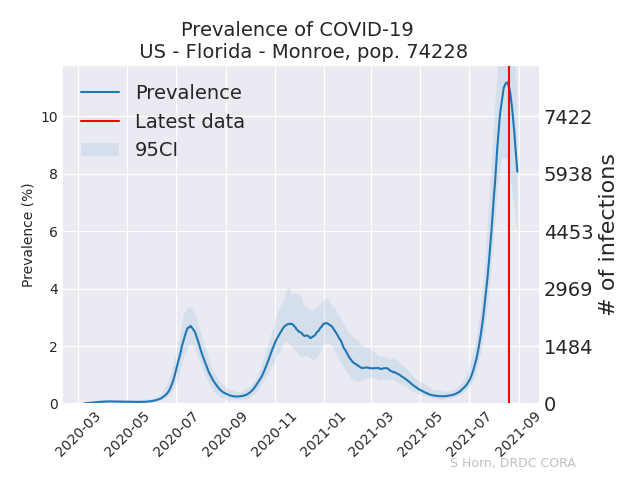 Prevalence of COVID-19
US - Florida - Monroe, pop. 74228
Prevalence
Latest data
95CI
Prevalence (%)
10
8
6
4
2
0
7422
5938
4453
2969
1484
0
# of infections
2020-03
2020-05
2020-07
2020-09
2020-11
2021-01
2021-03
2021-05
2021-07
2021-09
S Horn, DRDC CORA